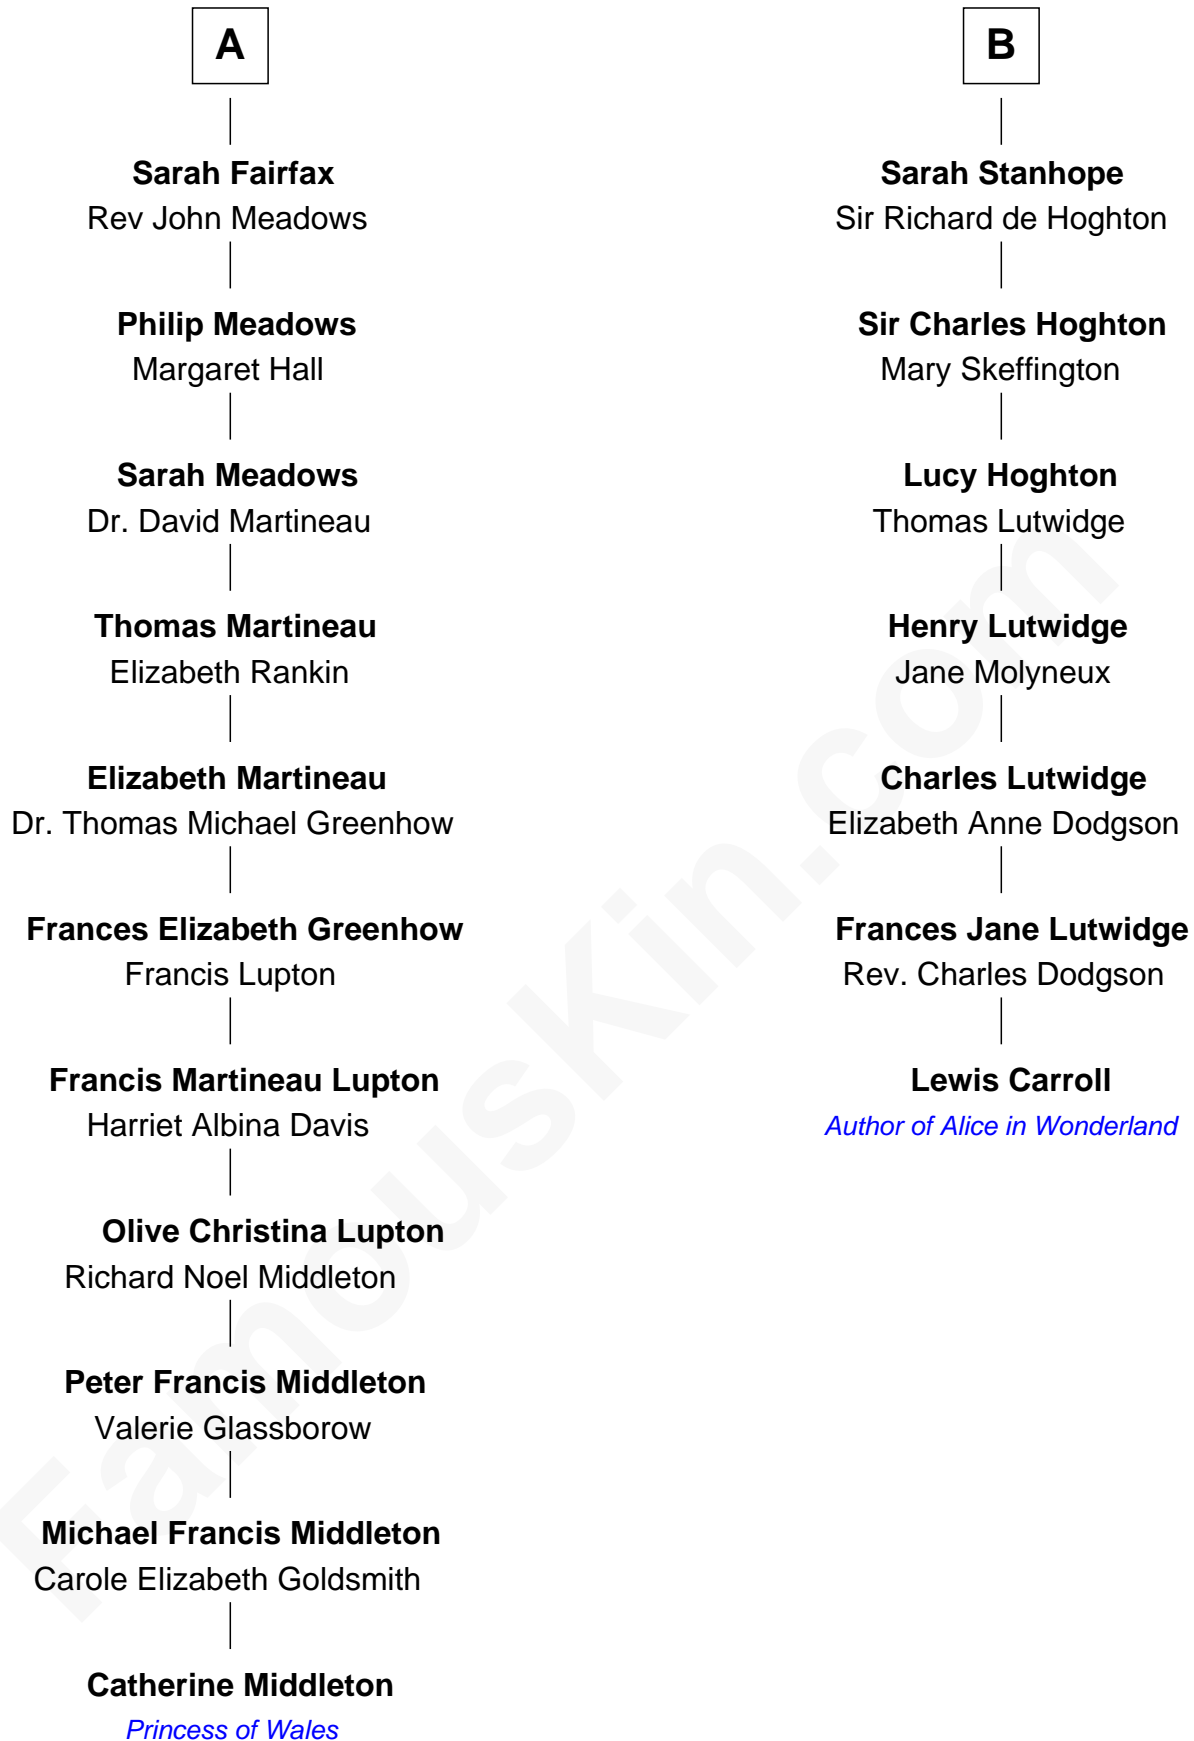 A
Sarah Fairfax
Rev John Meadows
Philip Meadows
Margaret Hall
Sarah Meadows
Dr. David Martineau
Thomas Martineau
Elizabeth Rankin
Elizabeth Martineau
Dr. Thomas Michael Greenhow
Frances Elizabeth Greenhow
Francis Lupton
Francis Martineau Lupton
Harriet Albina Davis
Olive Christina Lupton
Richard Noel Middleton
Peter Francis Middleton
Valerie Glassborow
Michael Francis Middleton
Carole Elizabeth Goldsmith
Catherine Middleton
Princess of Wales
B
Sarah Stanhope
Sir Richard de Hoghton
Sir Charles Hoghton
Mary Skeffington
Lucy Hoghton
Thomas Lutwidge
Henry Lutwidge
Jane Molyneux
Charles Lutwidge
Elizabeth Anne Dodgson
Frances Jane Lutwidge
Rev. Charles Dodgson
Lewis Carroll
Author of Alice in Wonderland
FamousKin.com